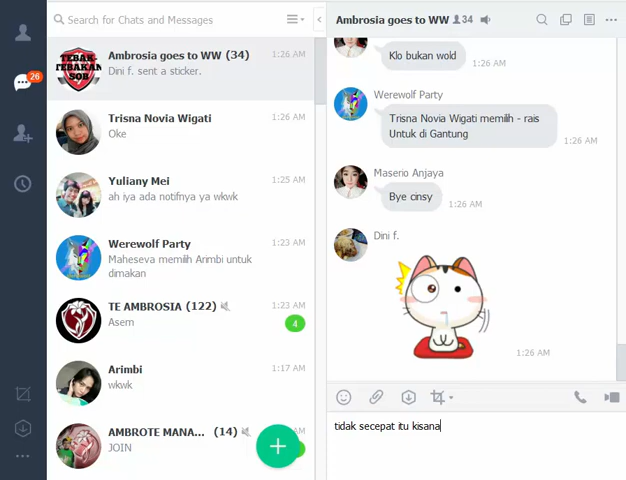 Search for Chats and Messages
26
Ambrosia goes to WW (34)
1:26 AM
Dini f. sent a sticker.
TEBAK-
TEBAKAN
SOB
Trisna Novia Wigati
1:26 AM
Oke
Yuliany Mei
1:25 AM
ah iya ada notifnya ya wkwk
Werewolf Party
1:23 AM
Maheseva memilih Arimbi untuk
dimakan
TE AMBROSIA (122)
1:23 AM
Asem
4
Arimbi
1:17 AM
wkwk
AMBROTE MANA... (14)
AM
JOIN
Ambrosia goes to WW 34
Klo bukan wold
1:26 AM
Werewolf Party
Trisna Novia Wigati memilih - rais
Untuk di Gantung
1:26 AM
Maserio Anjaya
Bye cinsy
1:26 AM
Dini f.
1:26 AM
tidak secepat itu kisana